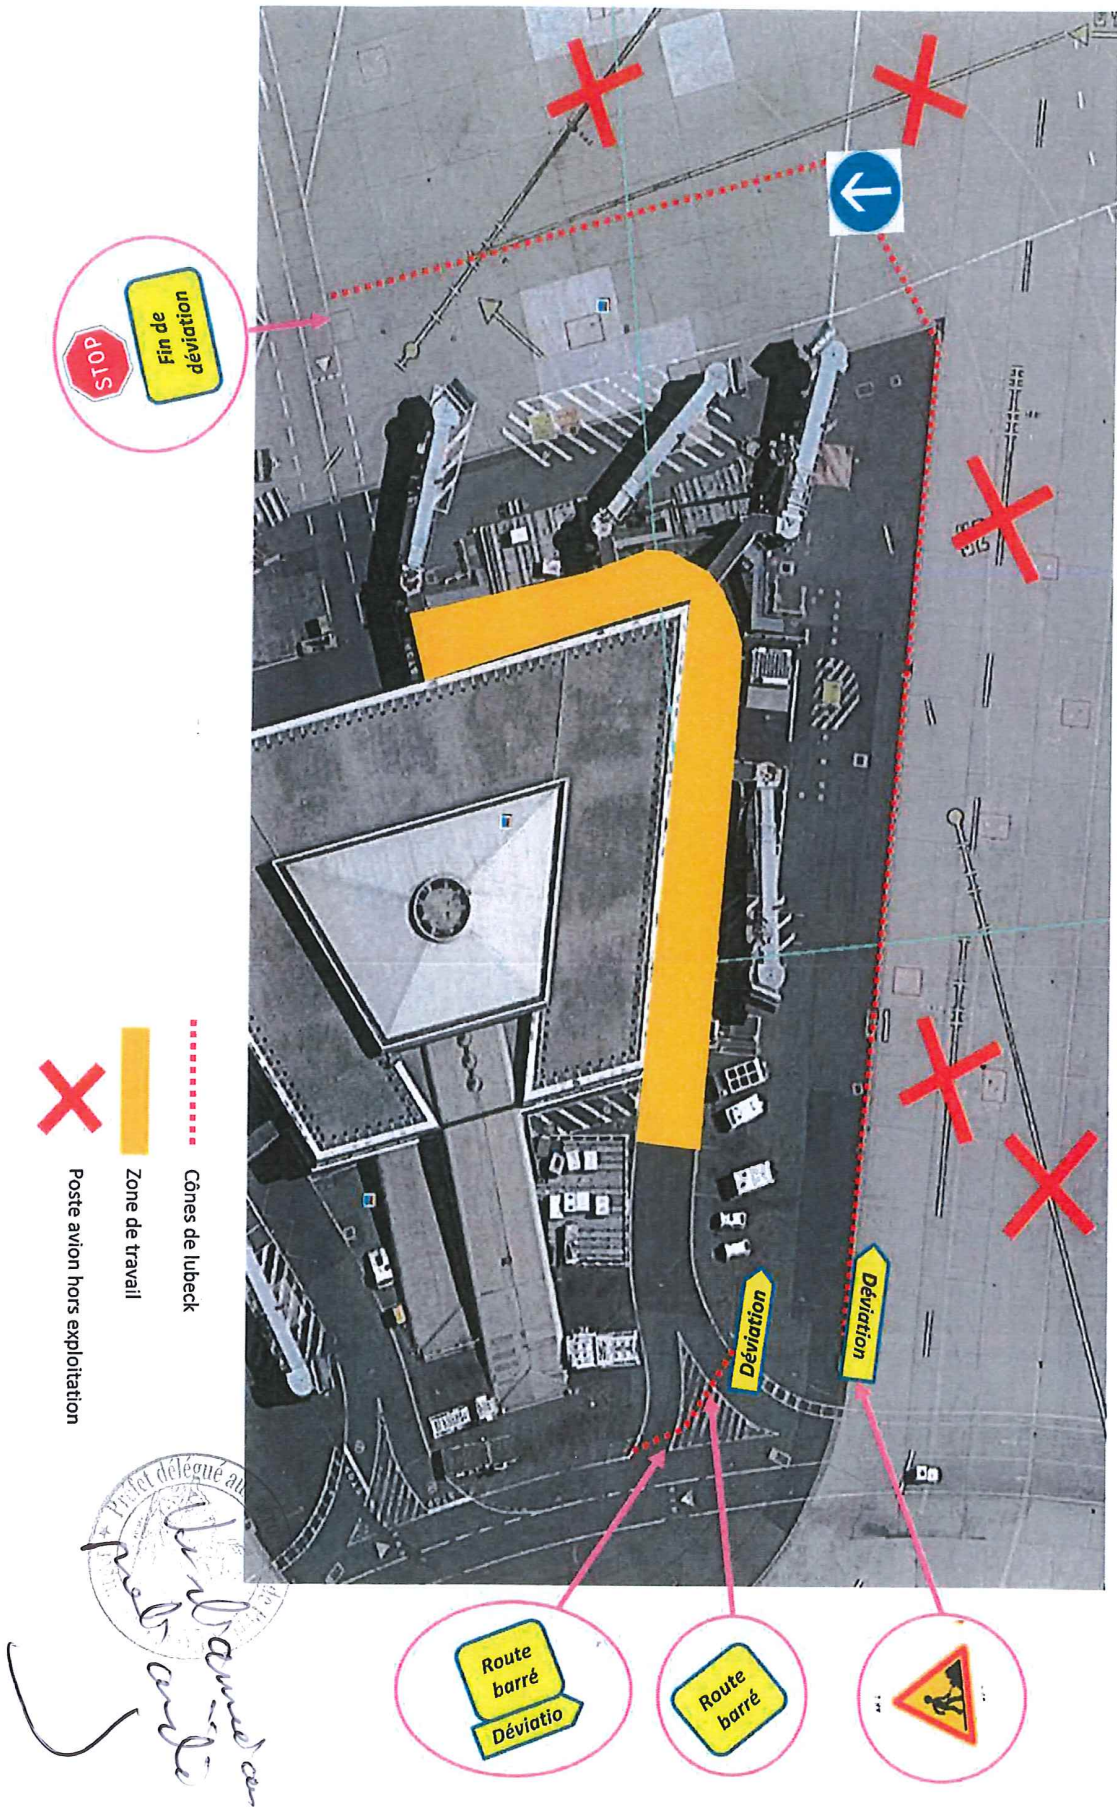 Fin de
déviation
STOP
Déviation
Déviation
Route
barré
Route
barré
Déviatio
Cônes de lubeck
Zone de travail
Poste avion hors exploitation
Préfet délégué au